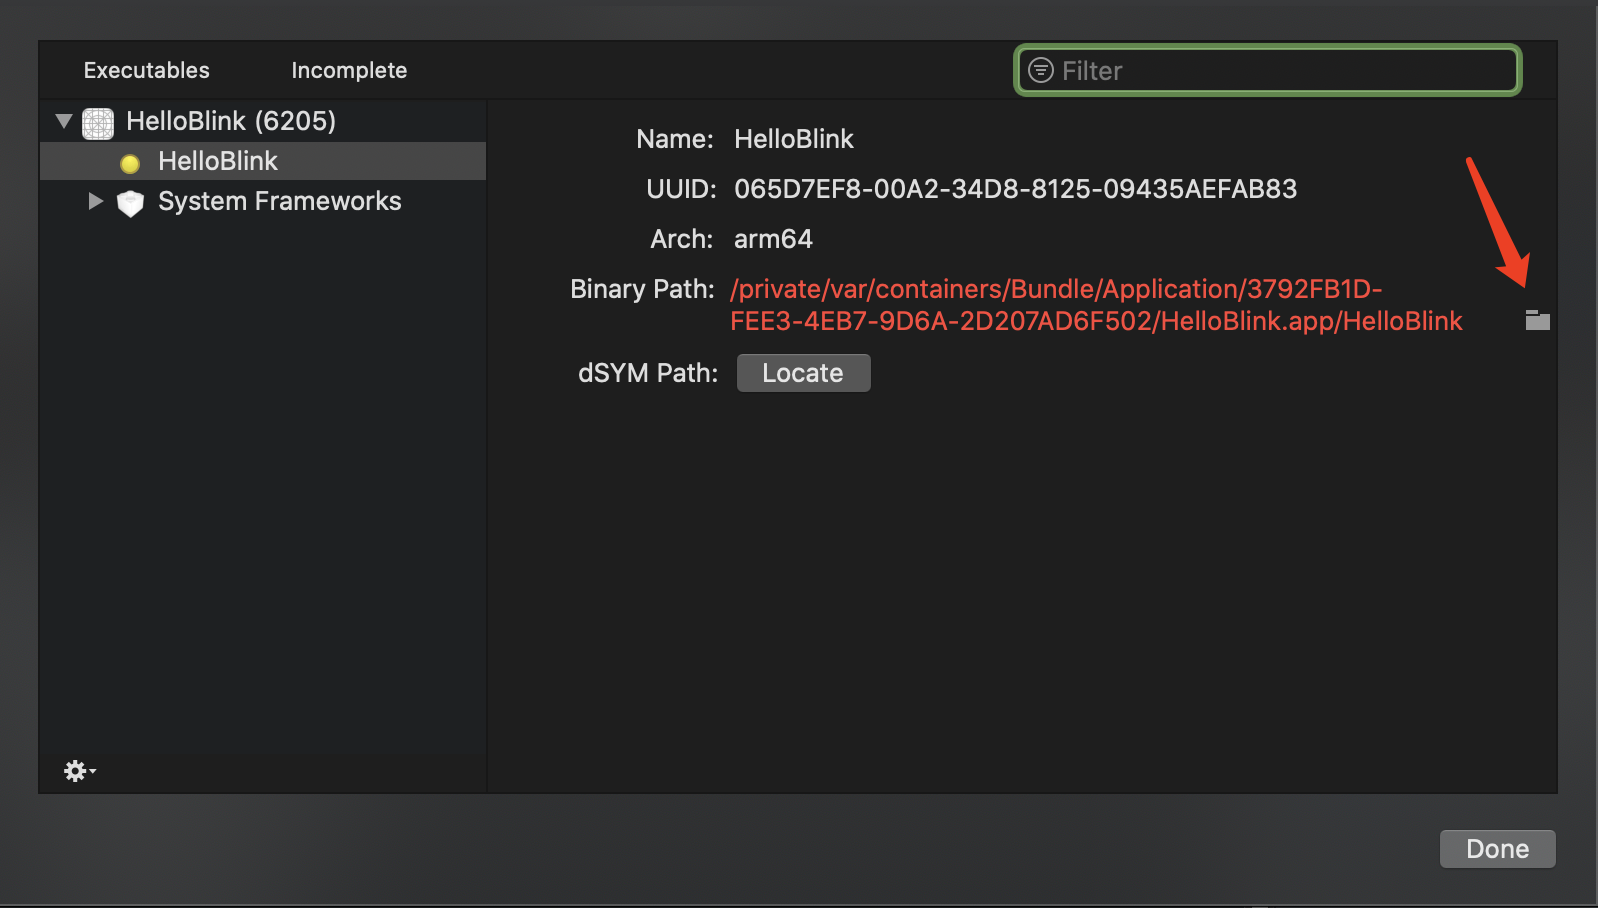 Executables
Incomplete
Filter
HelloBlink (6205)
HelloBlink
System Frameworks
Name: HelloBlink
UUID: 065D7EF8-00A2-34D8-8125-09435AEFAB83
Arch: arm64
Binary Path: /private/var/containers/Bundle/Application/3792FB1D-
FEE3-4EB7-9D6A-2D207AD6F502/HelloBlink.app/HelloBlink
dSYM Path: Locate
Done